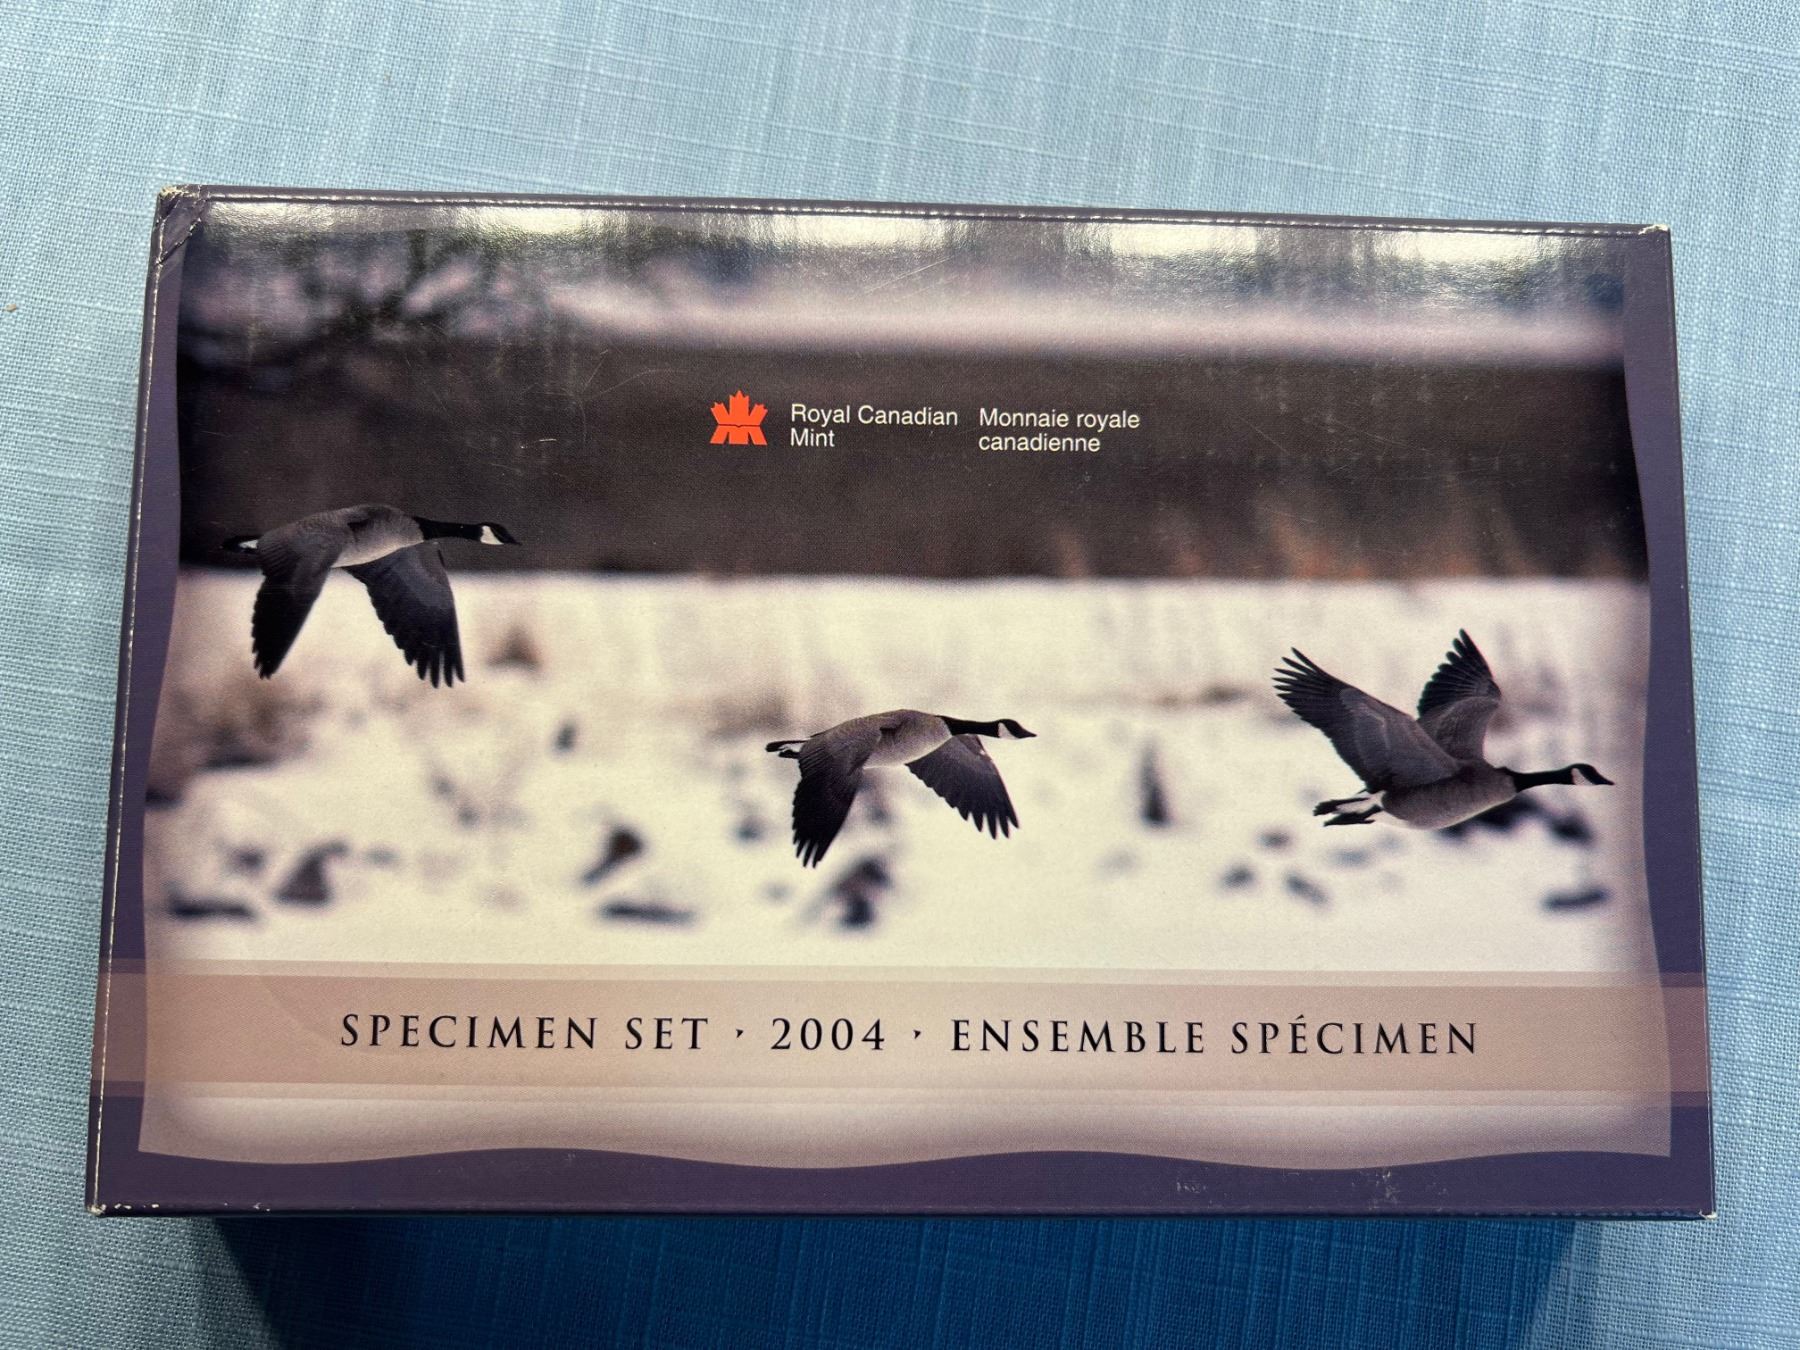 Royal Canadian Mint
Monnaie royale canadienne
SPECIMEN SET · 2004 · ENSEMBLE SPÉCIMEN